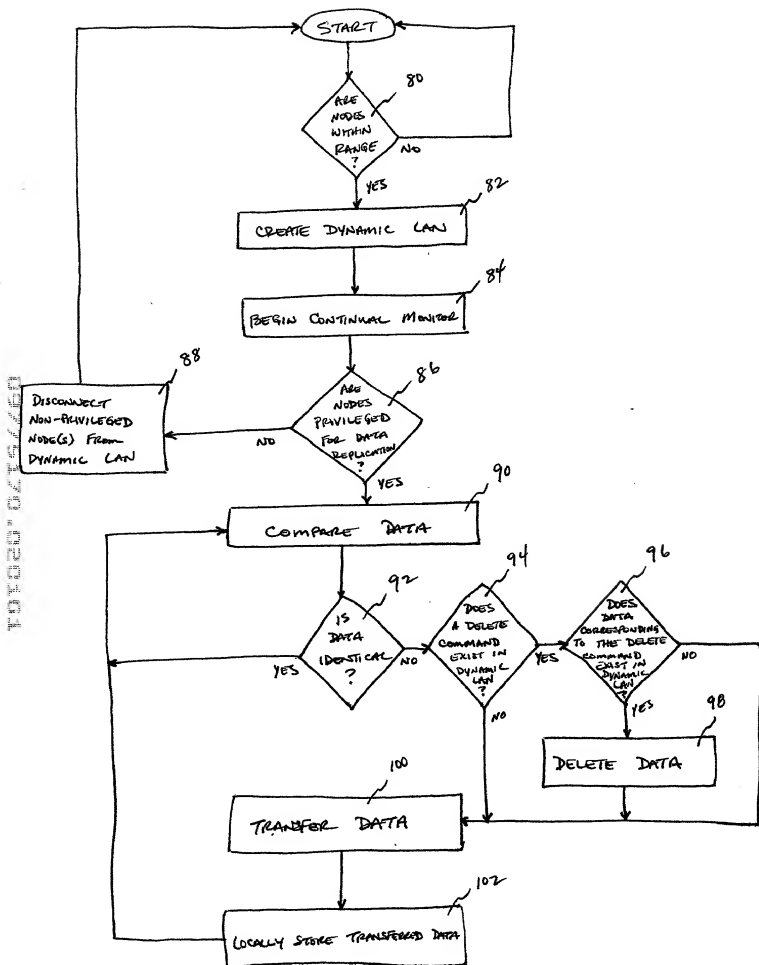 START
80
ARE
NODES
WITHIN
RANGE
?
NO
YES
82
CREATE DYNAMIC LAN
84
BEGIN CONTINUAL MONITOR
88
DISCONNECT
NON-PRIVILEGED
NODE(S) FROM
DYNAMIC LAN
86
ARE
NODES
PRIVILEGED
FOR DATA
REPLICATION
?
NO
YES
90
COMPARE DATA
92
IS
DATA
IDENTICAL
?
YES
NO
94
DOES
A DELETE
COMMAND
EXIST IN
DYNAMIC
LAN
?
YES
NO
96
DOES
DATA
CORRESPONDING
TO THE DELETE
COMMAND
EXIST IN
DYNAMIC
LAN
?
NO
YES
98
DELETE DATA
100
TRANSFER DATA
102
LOCALLY STORE TRANSFERRED DATA